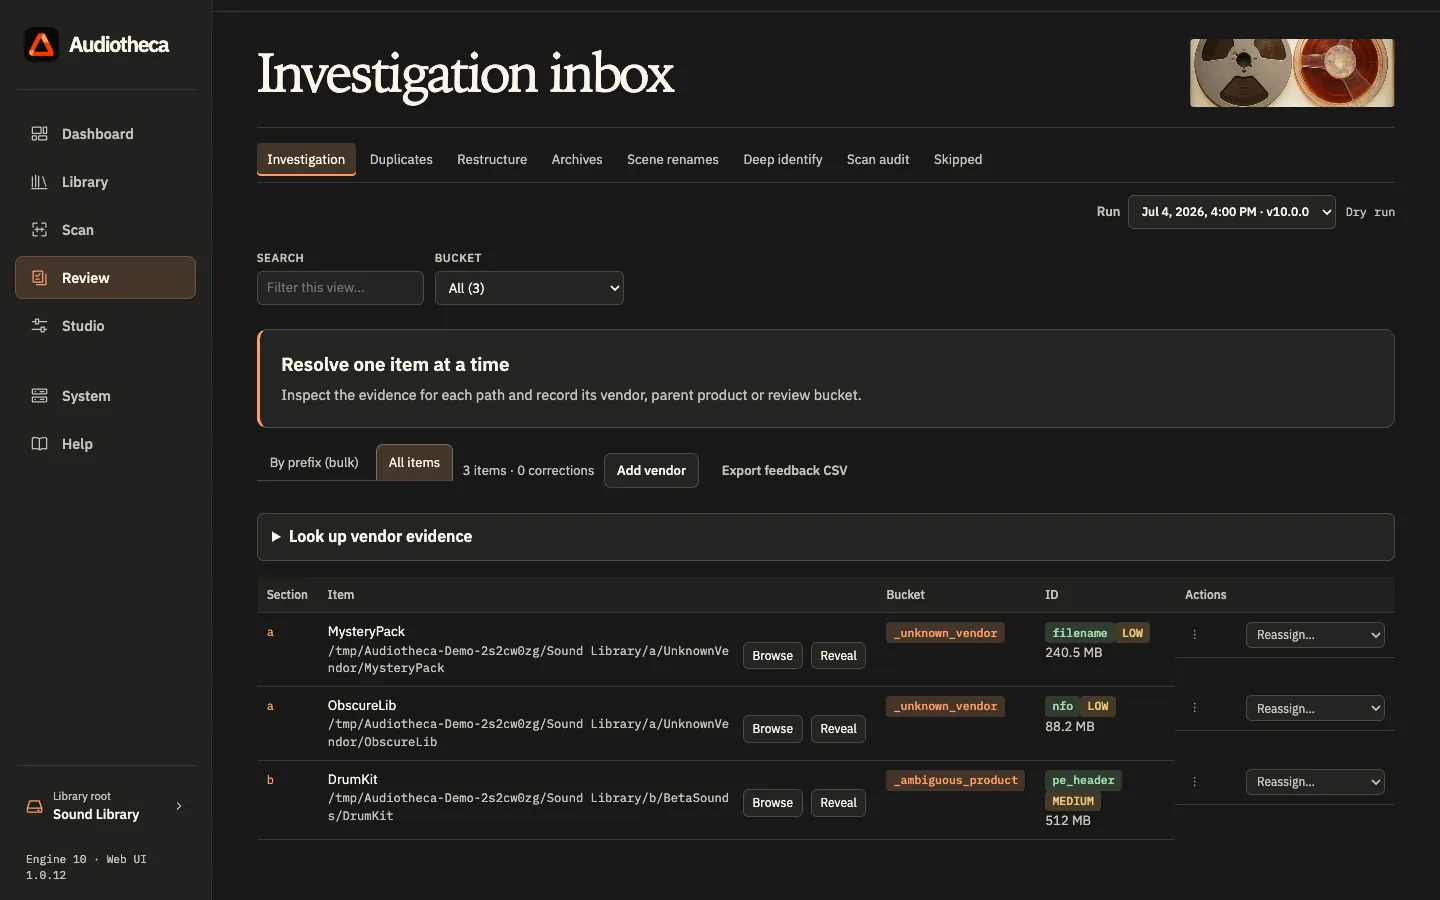 Audiotheca
Dashboard
Library
Scan
Review
Studio
System
Help
Library root
Sound Library
Engine 10 · Web UI
1.0.12
Investigation inbox
Investigation Duplicates Restructure Archives Scene renames Deep identify Scan audit Skipped
Run Jul 4, 2026, 4:00 PM · v10.0.0 Dry run
SEARCH BUCKET
Filter this view... All (3)
Resolve one item at a time
Inspect the evidence for each path and record its vendor, parent product or review bucket.
By prefix (bulk) All items 3 items · 0 corrections Add vendor Export feedback CSV
Look up vendor evidence
Section Item Bucket ID Actions
a MysteryPack _unknown_vendor filename LOW Reassign...
/tmp/Audiotheca-Demo-2s2cw0zg/Sound Library/a/UnknownVe Browse Reveal 240.5 MB
ndor/MysteryPack
a ObscureLib _unknown_vendor nfo LOW Reassign...
/tmp/Audiotheca-Demo-2s2cw0zg/Sound Library/a/UnknownVe Browse Reveal 88.2 MB
ndor/ObscureLib
b DrumKit _ambiguous_product pe_header Reassign...
/tmp/Audiotheca-Demo-2s2cw0zg/Sound Library/b/BetaSound Browse Reveal MEDIUM
s/DrumKit 512 MB